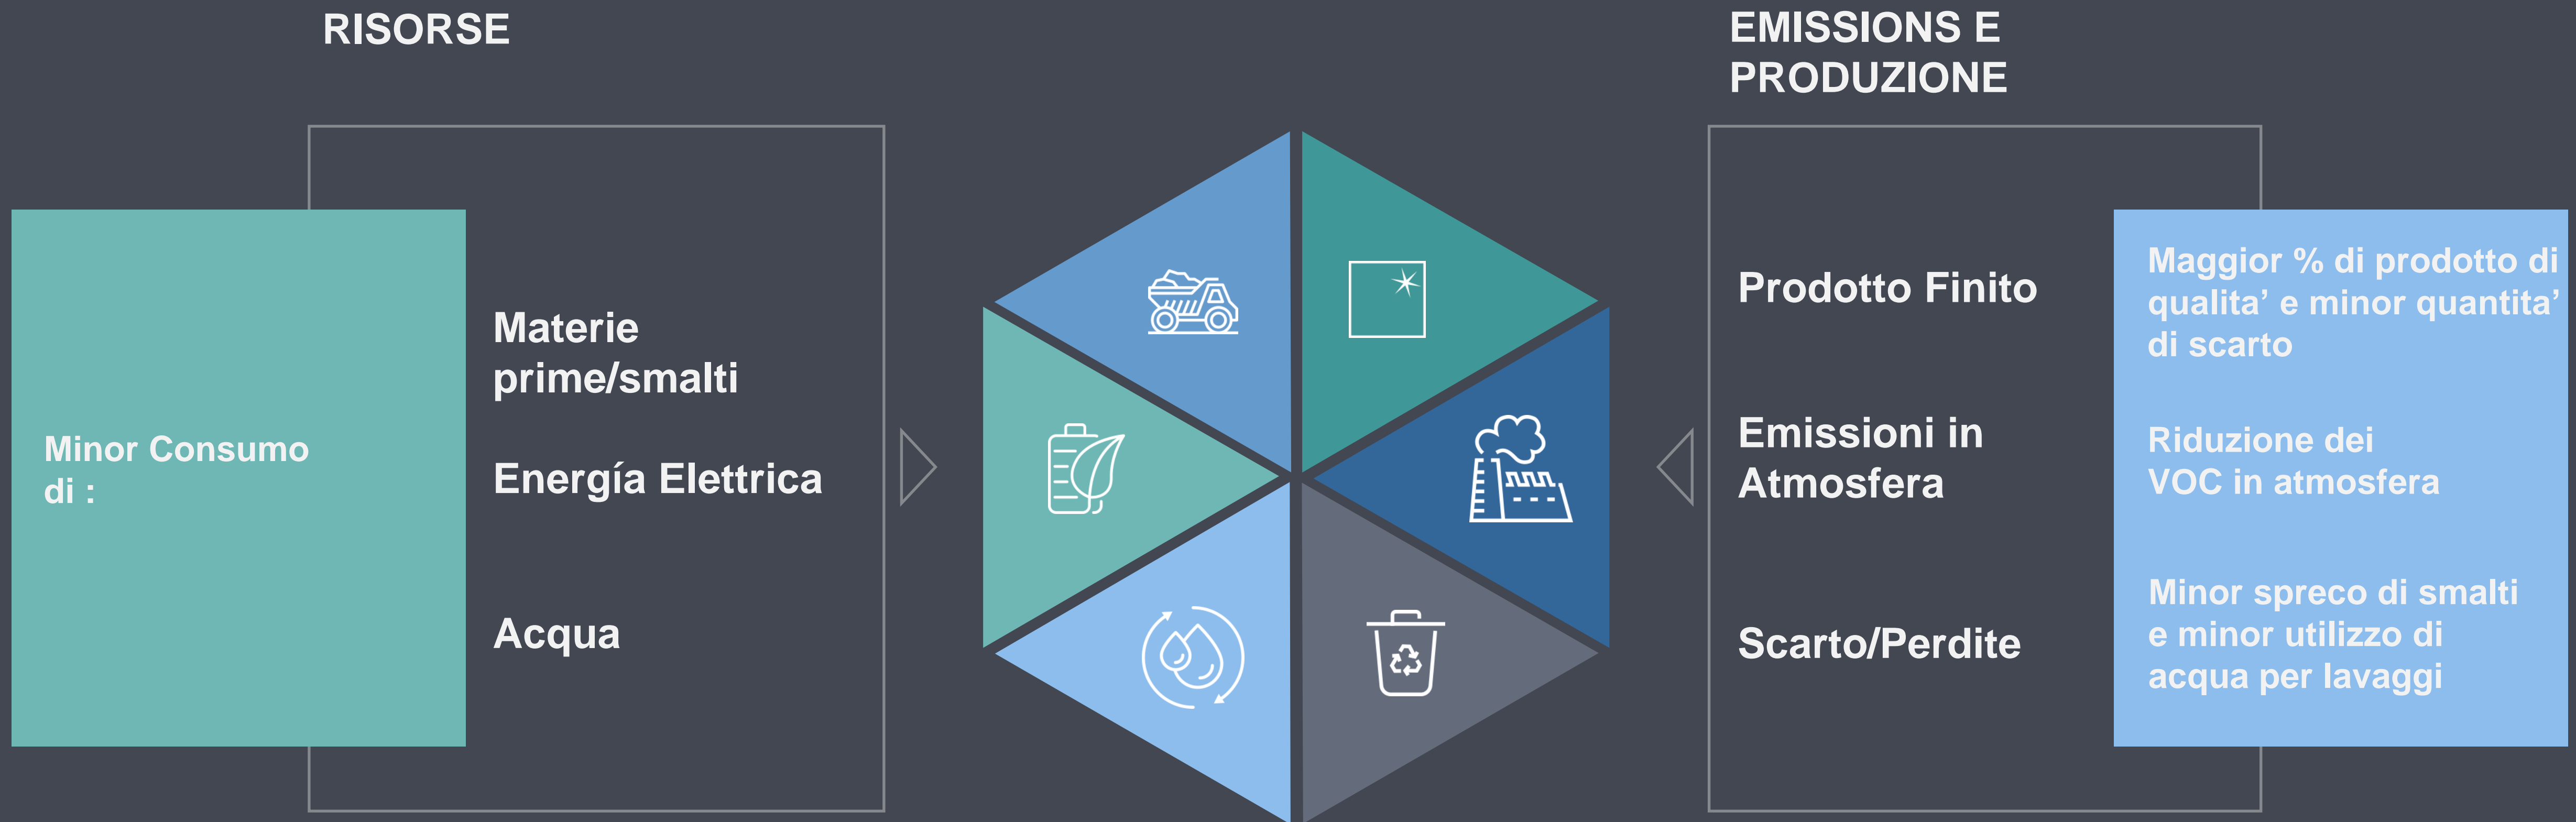 RISORSE
Minor Consumo
di :
Materie
prime/smalti
Energía Elettrica
Acqua
EMISSIONS E
PRODUZIONE
Prodotto Finito
Emissioni in
Atmosfera
Scarto/Perdite
Maggior % di prodotto di
qualita’ e minor quantita’
di scarto
Riduzione dei
VOC in atmosfera
Minor spreco di smalti
e minor utilizzo di
acqua per lavaggi